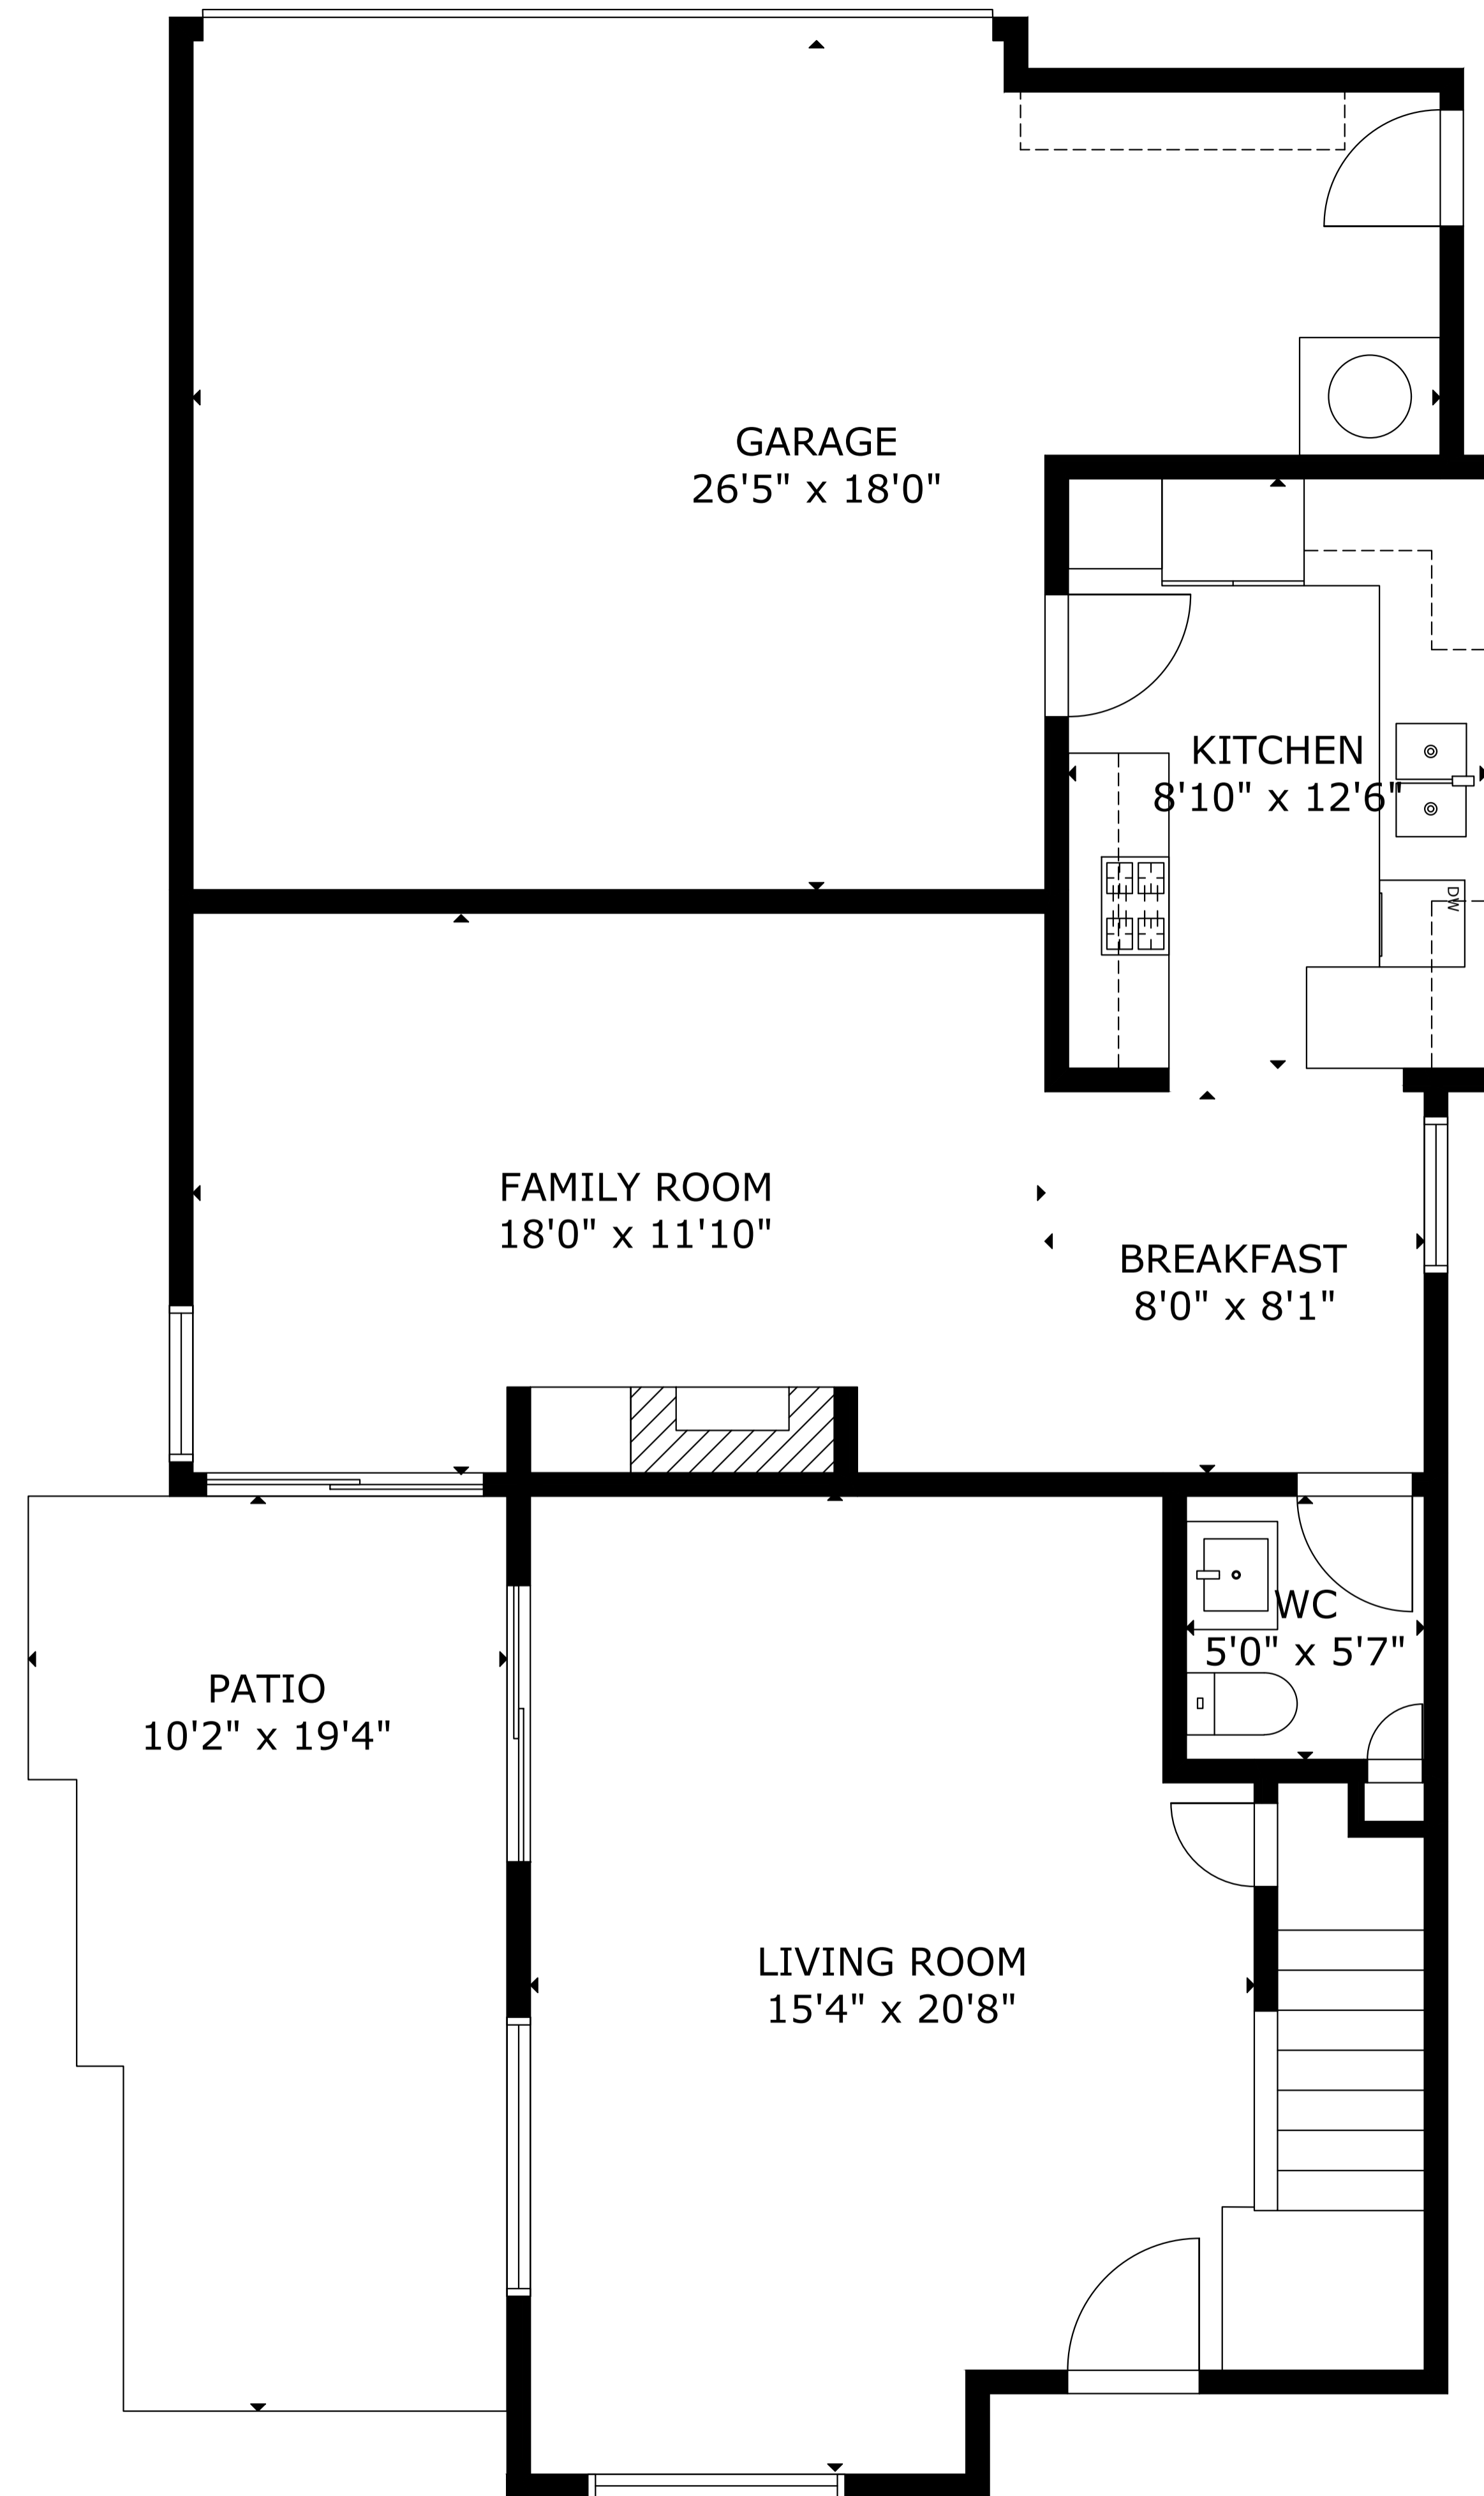 GARAGE
26'5" x 18'0"
KITCHEN
8'10" x 12'6"
DW
FAMILY ROOM
18'0" x 11'10"
BREAKFAST
8'0" x 8'1"
WC
5'0" x 5'7"
PATIO
10'2" x 19'4"
LIVING ROOM
15'4" x 20'8"